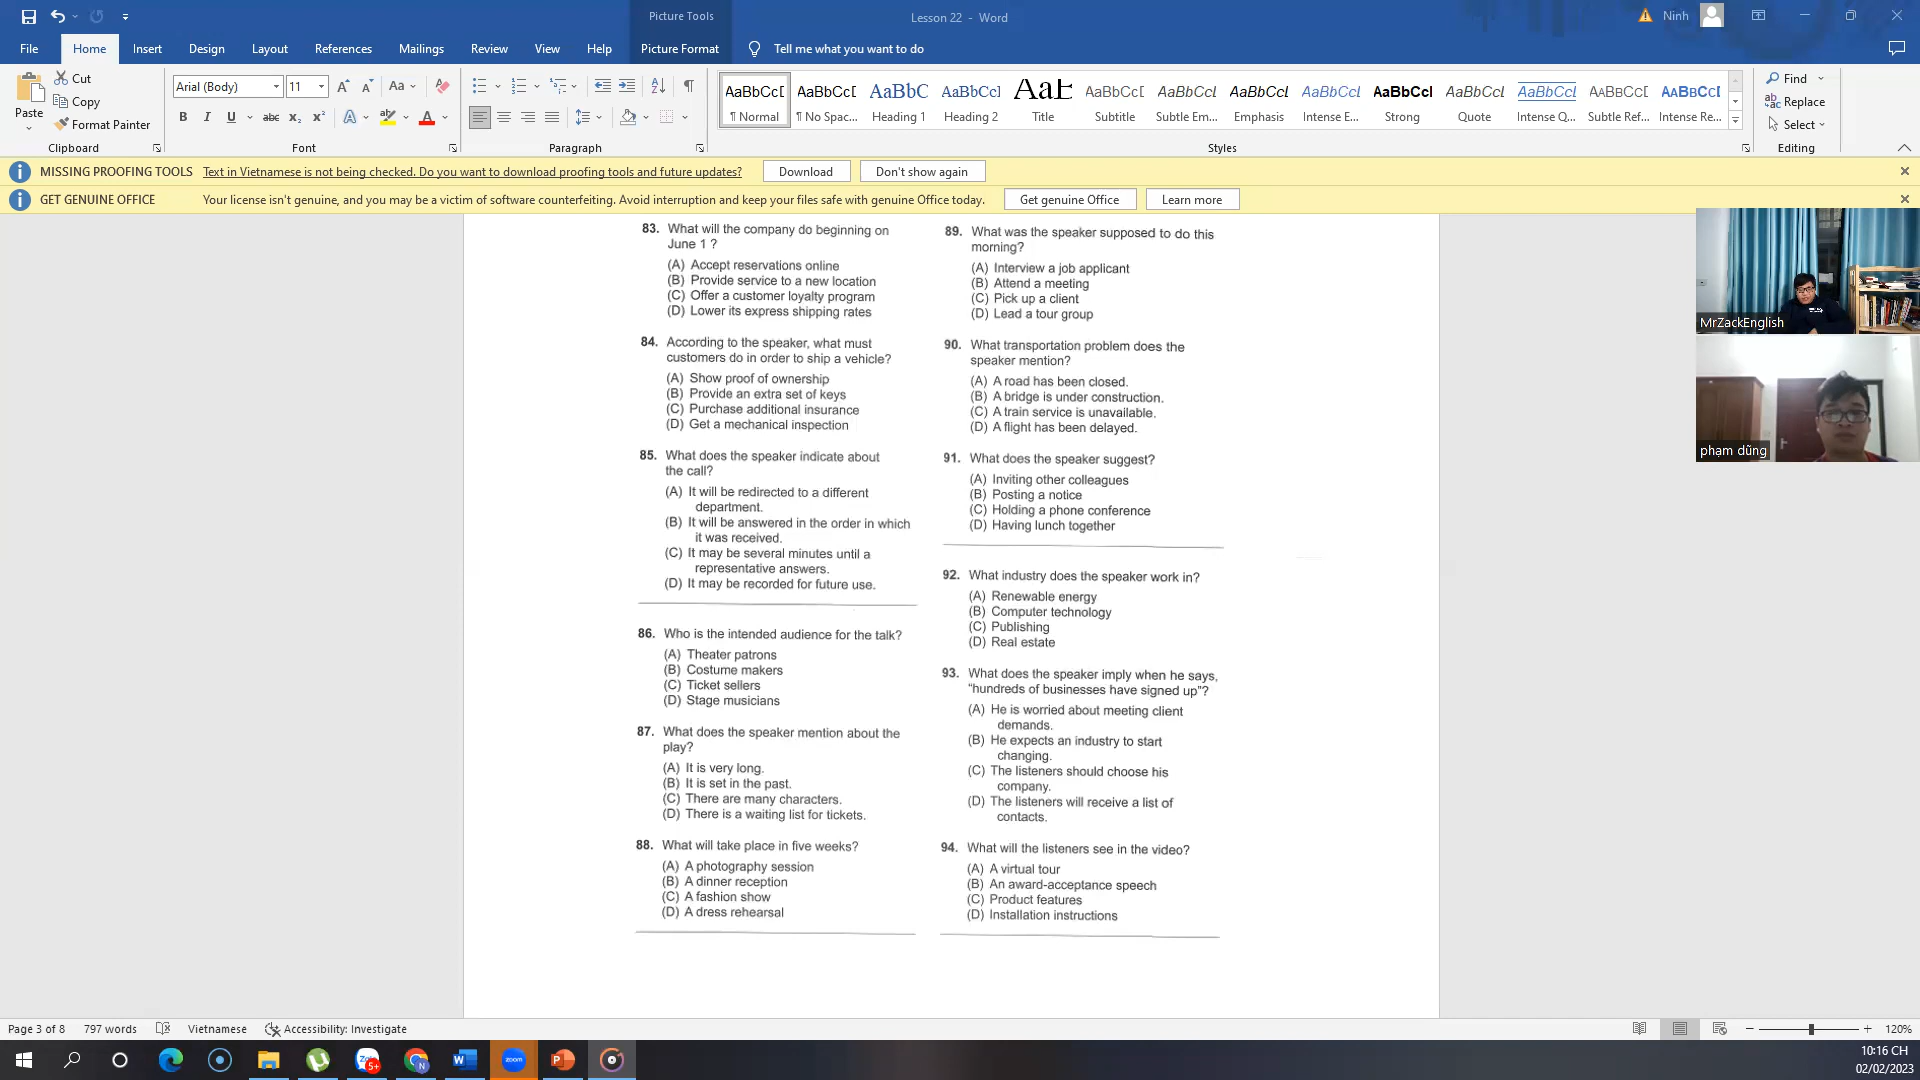 Picture Tools
Lesson 22 - Word
Ninh
File Home Insert Design Layout References Mailings Review View Help Picture Format Tell me what you want to do
Paste
Cut
Copy
Format Painter
Clipboard
Arial (Body) 11
Font
Paragraph
AaBbCcD AaBbCcD AaBbC AaBbCcI AaB AaBbCcD AaBbCcL AaBbCcL AaBbCcL AaBbCcI AaBbCcL AaBbCcL AABBCCD AABBCCD
¶ Normal ¶ No Spac... Heading 1 Heading 2 Title Subtitle Subtle Em... Emphasis Intense E... Strong Quote Intense Q... Subtle Ref... Intense Re...
Styles
Find
Replace
Select
Editing
MISSING PROOFING TOOLS Text in Vietnamese is not being checked. Do you want to download proofing tools and future updates? Download Don't show again
GET GENUINE OFFICE Your license isn't genuine, and you may be a victim of software counterfeiting. Avoid interruption and keep your files safe with genuine Office today. Get genuine Office Learn more
83. What will the company do beginning on
June 1 ?
(A) Accept reservations online
(B) Provide service to a new location
(C) Offer a customer loyalty program
(D) Lower its express shipping rates
84. According to the speaker, what must
customers do in order to ship a vehicle?
(A) Show proof of ownership
(B) Provide an extra set of keys
(C) Purchase additional insurance
(D) Get a mechanical inspection
85. What does the speaker indicate about
the call?
(A) It will be redirected to a different
department.
(B) It will be answered in the order in which
it was received.
(C) It may be several minutes until a
representative answers.
(D) It may be recorded for future use.
86. Who is the intended audience for the talk?
(A) Theater patrons
(B) Costume makers
(C) Ticket sellers
(D) Stage musicians
87. What does the speaker mention about the
play?
(A) It is very long.
(B) It is set in the past.
(C) There are many characters.
(D) There is a waiting list for tickets.
88. What will take place in five weeks?
(A) A photography session
(B) A dinner reception
(C) A fashion show
(D) A dress rehearsal
89. What was the speaker supposed to do this
morning?
(A) Interview a job applicant
(B) Attend a meeting
(C) Pick up a client
(D) Lead a tour group
90. What transportation problem does the
speaker mention?
(A) A road has been closed.
(B) A bridge is under construction.
(C) A train service is unavailable.
(D) A flight has been delayed.
91. What does the speaker suggest?
(A) Inviting other colleagues
(B) Posting a notice
(C) Holding a phone conference
(D) Having lunch together
92. What industry does the speaker work in?
(A) Renewable energy
(B) Computer technology
(C) Publishing
(D) Real estate
93. What does the speaker imply when he says,
"hundreds of businesses have signed up"?
(A) He is worried about meeting client
demands.
(B) He expects an industry to start
changing.
(C) The listeners should choose his
company.
(D) The listeners will receive a list of
contacts.
94. What will the listeners see in the video?
(A) A virtual tour
(B) An award-acceptance speech
(C) Product features
(D) Installation instructions
MrZackEnglish
phạm dũng
Page 3 of 8 797 words Vietnamese Accessibility: Investigate
120%
zoom
10:16 CH
02/02/2023